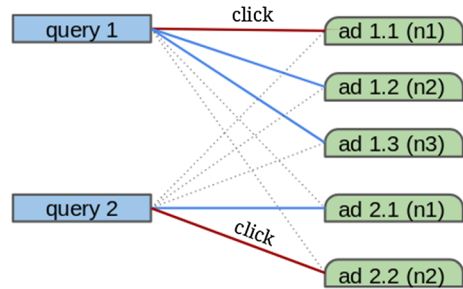 click
query 1
ad 1.1 (n1)
ad 1.2 (n2)
ad 1.3 (n3)
query 2
ad 2.1 (n1)
click
ad 2.2 (n2)